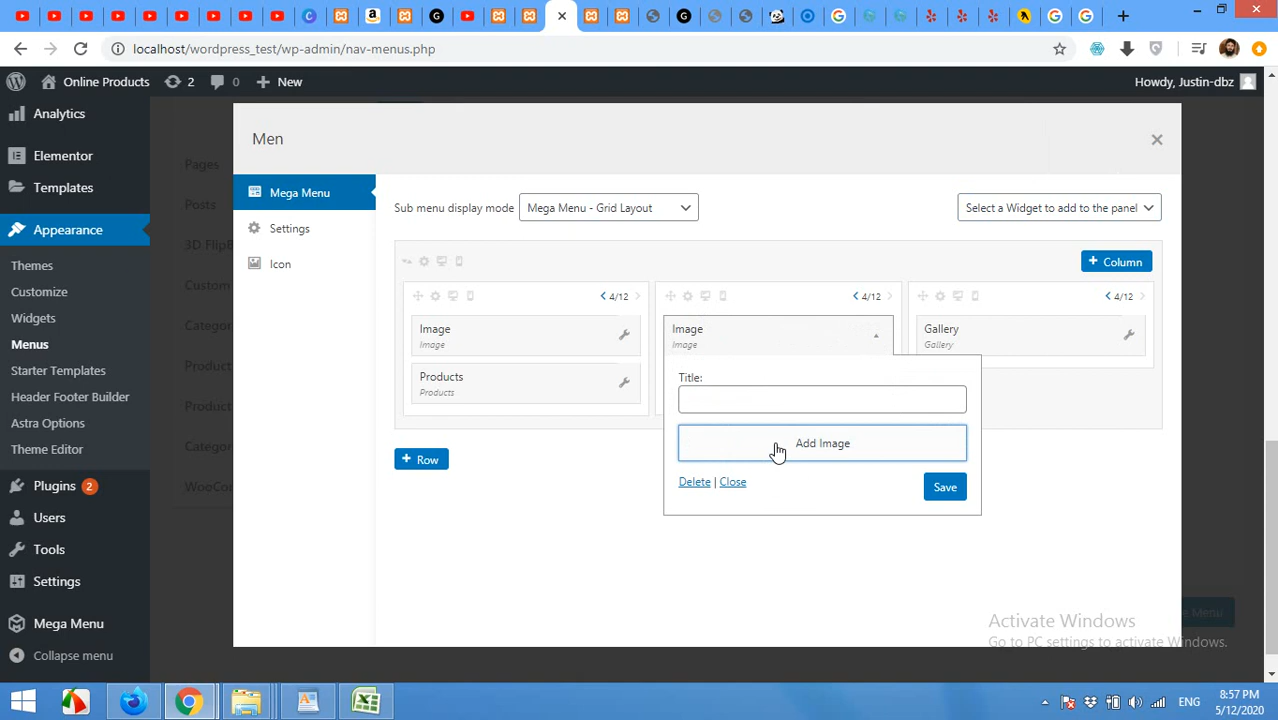 localhost/wordpress_test/wp-admin/nav-menus.php
Online Products
2
0
New
Howdy, Justin-dbz
Analytics
Elementor
Templates
Appearance
Themes
Customize
Widgets
Menus
Starter Templates
Header Footer Builder
Astra Options
Theme Editor
Plugins 2
Users
Tools
Settings
Mega Menu
Collapse menu
Pages
Posts
3D FlipB
Custom
Categor
Product
Product
Categor
WooCo
Men
Mega Menu
Settings
Icon
Sub menu display mode
Mega Menu - Grid Layout
Select a Widget to add to the panel
+ Column
4/12
4/12
4/12
Image
Image
Products
Products
Image
Image
Gallery
Gallery
Title:
Add Image
Delete | Close
Save
+ Row
Menu
Activate Windows
Go to PC settings to activate Windows.
ENG
8:57 PM
5/12/2020